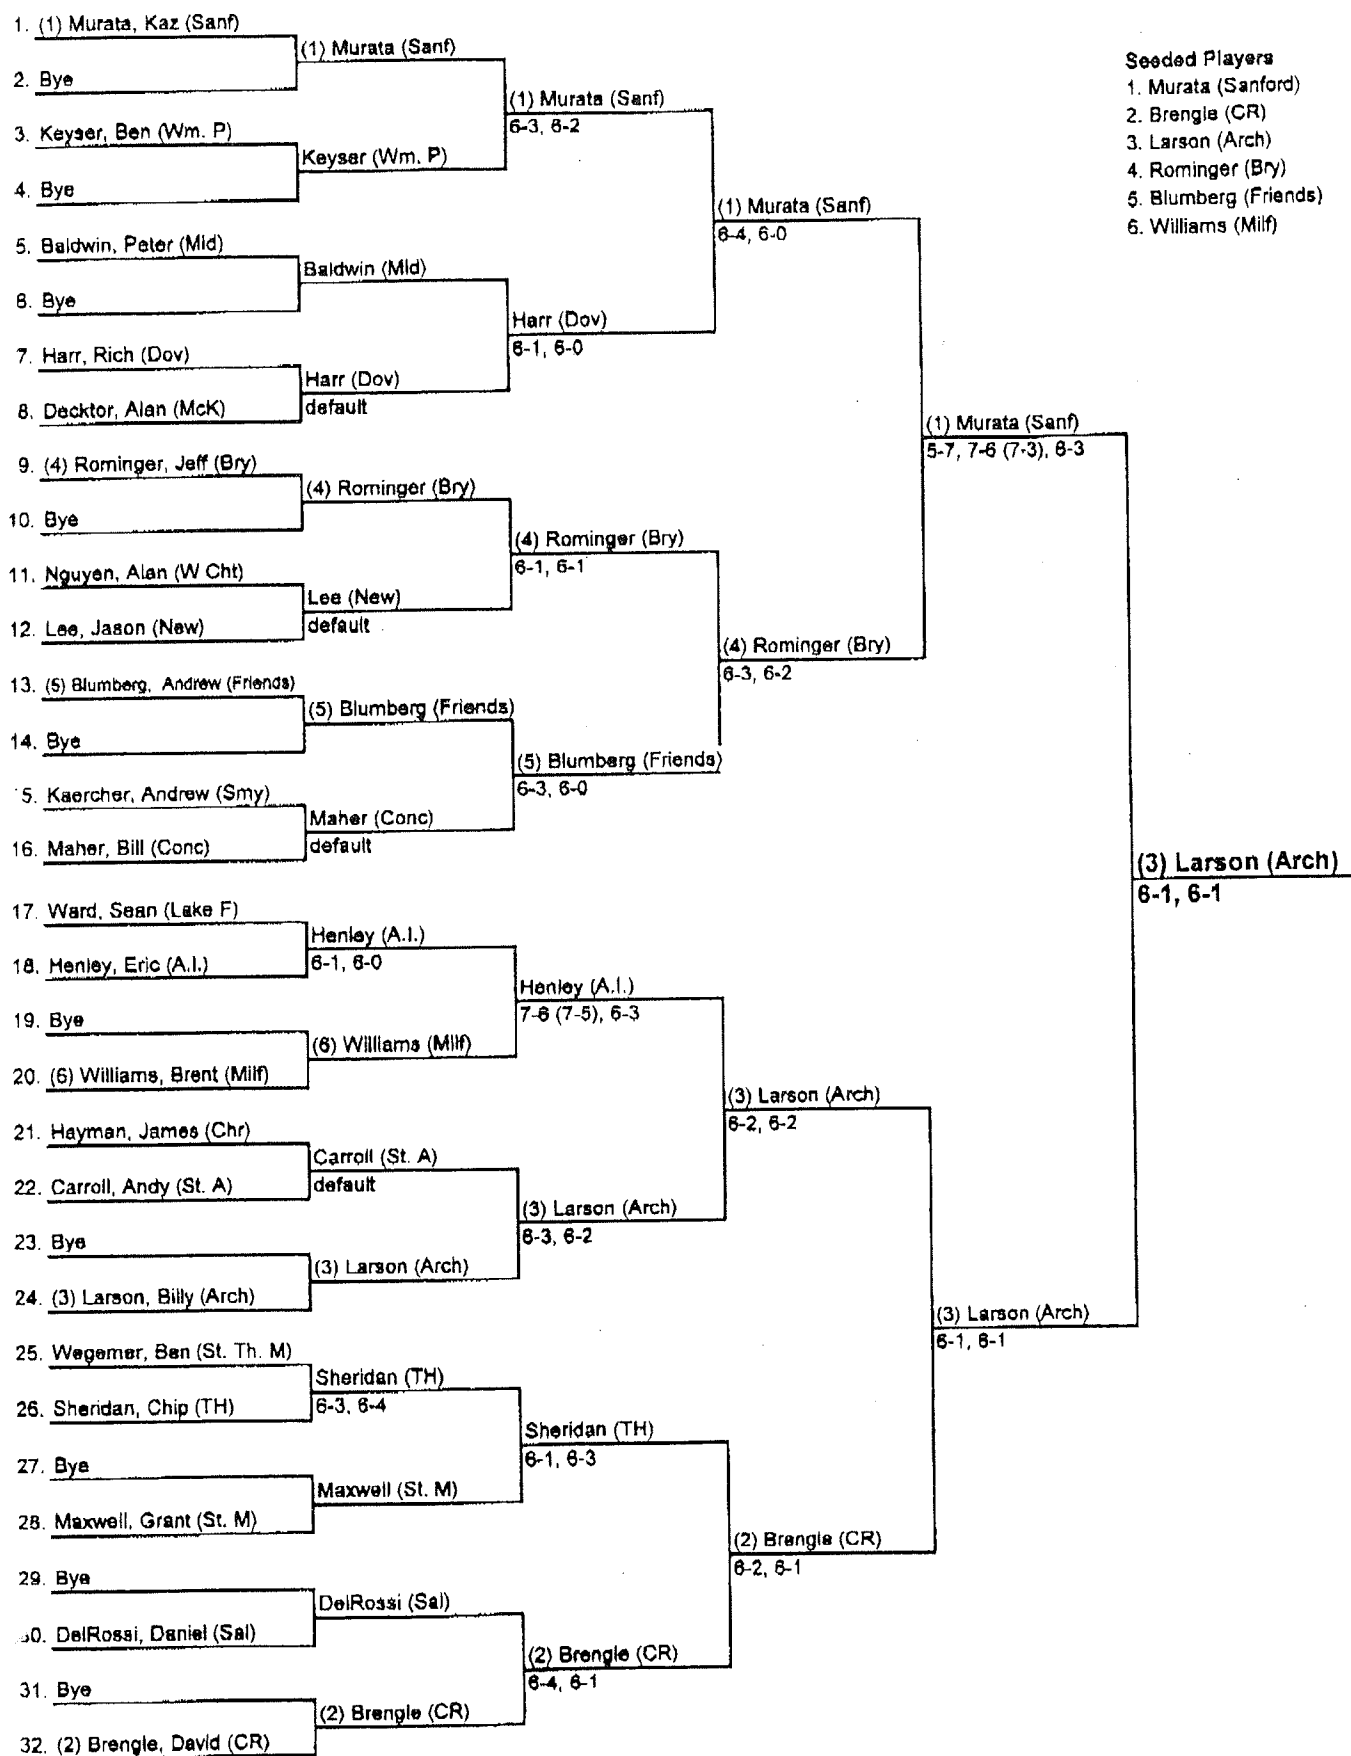 1. (1) Murata, Kaz (Sanf)
2. Bye
3. Keyser, Ben (Wm. P)
4. Bye
5. Baldwin, Peter (Mid)
6. Bye
7. Harr, Rich (Dov)
8. Decktor, Alan (McK)
9. (4) Rominger, Jeff (Bry)
10. Bye
11. Nguyen, Alan (W Cht)
12. Lee, Jason (New)
13. (5) Blumberg, Andrew (Friends)
14. Bye
5. Kaercher, Andrew (Smy)
16. Maher, Bill (Conc)
17. Ward, Sean (Lake F)
18. Henley, Eric (A.I.)
19. Bye
20. (6) Williams, Brent (Milf)
21. Hayman, James (Chr)
22. Carroll, Andy (St. A)
23. Bye
24. (3) Larson, Billy (Arch)
25. Wegemer, Ben (St. Th. M)
26. Sheridan, Chip (TH)
27. Bye
28. Maxwell, Grant (St. M)
29. Bye
30. DelRossi, Daniel (Sal)
31. Bye
32. (2) Brengle, David (CR)
(1) Murata (Sanf)
Keyser (Wm. P)
Baldwin (Mid)
Harr (Dov)
default
(4) Rominger (Bry)
Lee (New)
default
(5) Blumberg (Friends)
Maher (Conc)
default
Henley (A.I.)
6-1, 6-0
(6) Williams (Milf)
Carroll (St. A)
default
(3) Larson (Arch)
Sheridan (TH)
6-3, 6-4
Maxwell (St. M)
DelRossi (Sal)
(2) Brengle (CR)
(1) Murata (Sanf)
6-3, 6-2
Harr (Dov)
6-1, 6-0
(4) Rominger (Bry)
6-1, 6-1
(5) Blumberg (Friends)
6-3, 6-0
Henley (A.I.)
7-6 (7-5), 6-3
(3) Larson (Arch)
6-3, 6-2
Sheridan (TH)
6-1, 6-3
(2) Brengle (CR)
6-4, 6-1
(1) Murata (Sanf)
6-4, 6-0
(4) Rominger (Bry)
6-3, 6-2
(3) Larson (Arch)
6-2, 6-2
(2) Brengle (CR)
6-2, 6-1
(1) Murata (Sanf)
5-7, 7-6 (7-3), 6-3
(3) Larson (Arch)
6-1, 6-1
(3) Larson (Arch)
6-1, 6-1
Seeded Players
1. Murata (Sanford)
2. Brengle (CR)
3. Larson (Arch)
4. Rominger (Bry)
5. Blumberg (Friends)
6. Williams (Milf)